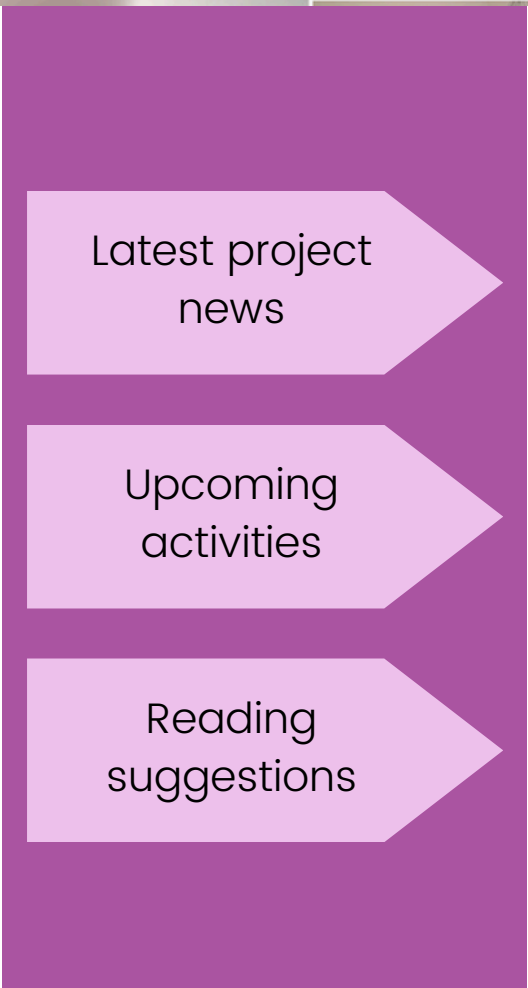 Latest project
news
Upcoming
activities
Reading
suggestions